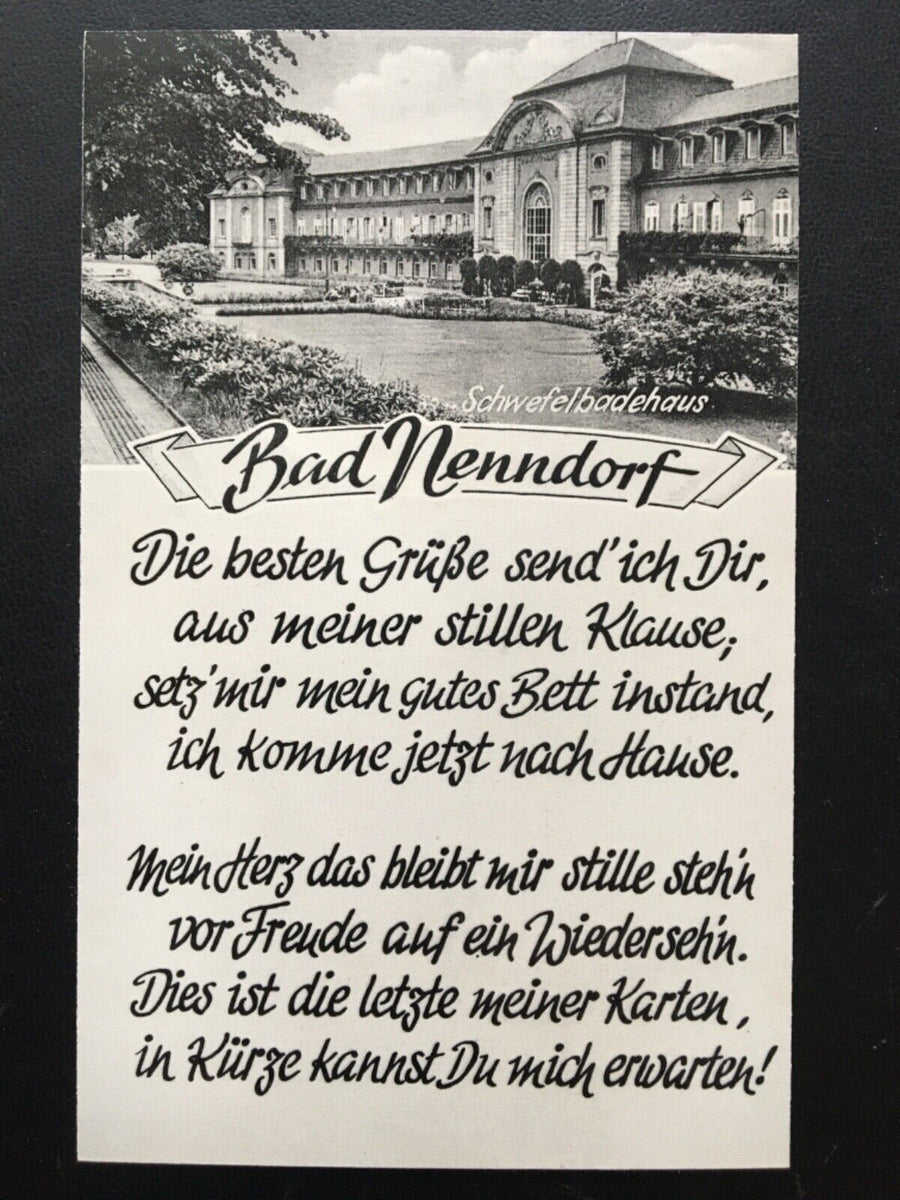 Schwefelbadehaus
Bad Nenndorf
Die besten Grüße send' ich Dir,
aus meiner stillen Klause;
setz' mir mein gutes Bett instand,
ich komme jetzt nach Hause.
Mein Herz das bleibt mir stille steh'n
vor Freude auf ein Wiederseh'n.
Dies ist die letzte meiner Karten,
in Kürze kannst Du mich erwarten!